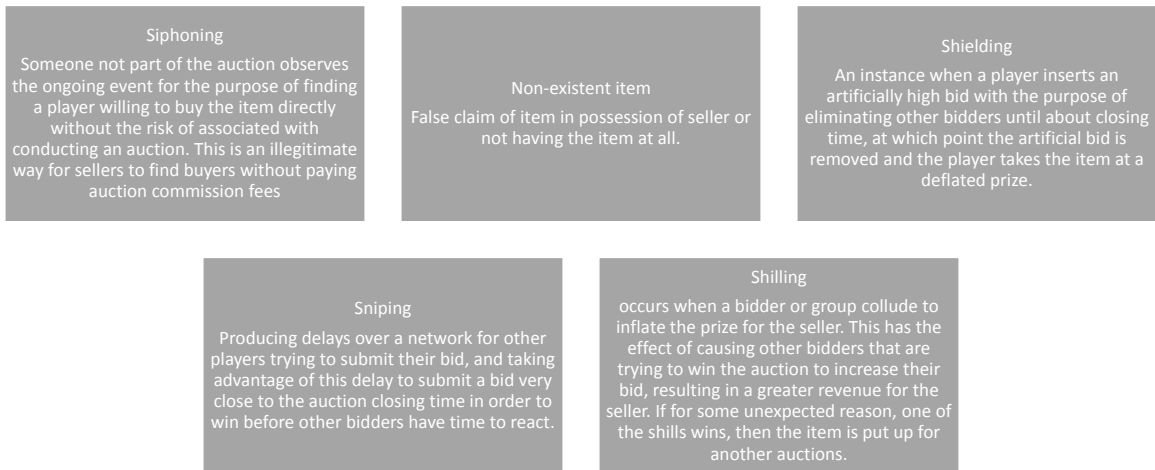 Siphoning
Someone not part of the auction observes
the ongoing event for the purpose of finding
a player willing to buy the item directly
without the risk of associated with
conducting an auction. This is an illegitimate
way for sellers to find buyers without paying
auction commission fees
Non-existent item
False claim of item in possession of seller or
not having the item at all.
Shielding
An instance when a player inserts an
artificially high bid with the purpose of
eliminating other bidders until about closing
time, at which point the artificial bid is
removed and the player takes the item at a
deflated prize.
Sniping
Producing delays over a network for other
players trying to submit their bid, and taking
advantage of this delay to submit a bid very
close to the auction closing time in order to
win before other bidders have time to react.
Shilling
occurs when a bidder or group collude to
inflate the prize for the seller. This has the
effect of causing other bidders that are
trying to win the auction to increase their
bid, resulting in a greater revenue for the
seller. If for some unexpected reason, one of
the shills wins, then the item is put up for
another auctions.